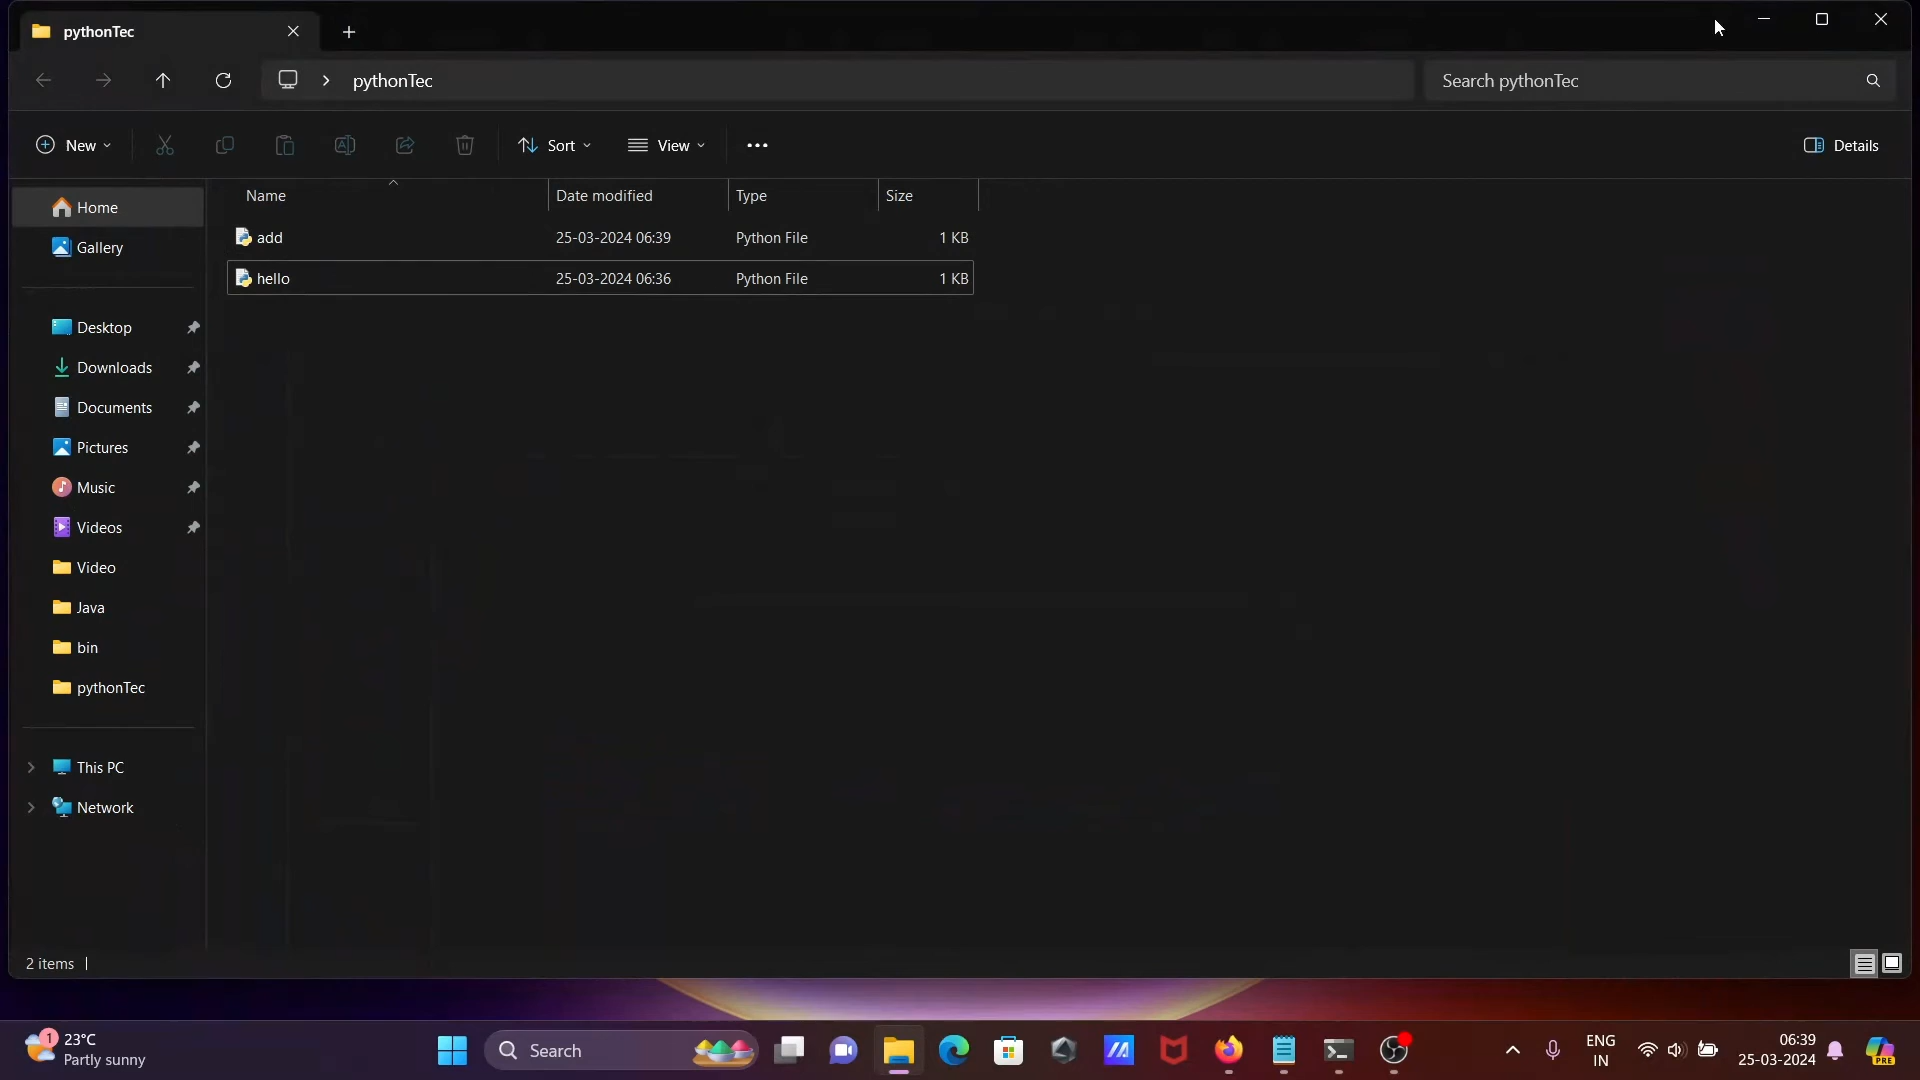 pythonTec
pythonTec
Search pythonTec
New
Sort
View
Details
Name
Date modified
Type
Size
add
25-03-2024 06:39
Python File
1 KB
hello
25-03-2024 06:36
Python File
1 KB
Home
Gallery
Desktop
Downloads
Documents
Pictures
Music
Videos
Video
Java
bin
pythonTec
This PC
Network
2 items
1
23°C
Partly sunny
Search
ENG
IN
06:39
25-03-2024
PRE